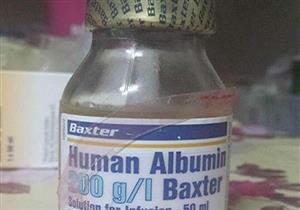 Baxter
Human Albumin
200 g/l Baxter
Solution for Infusion - 50 ml